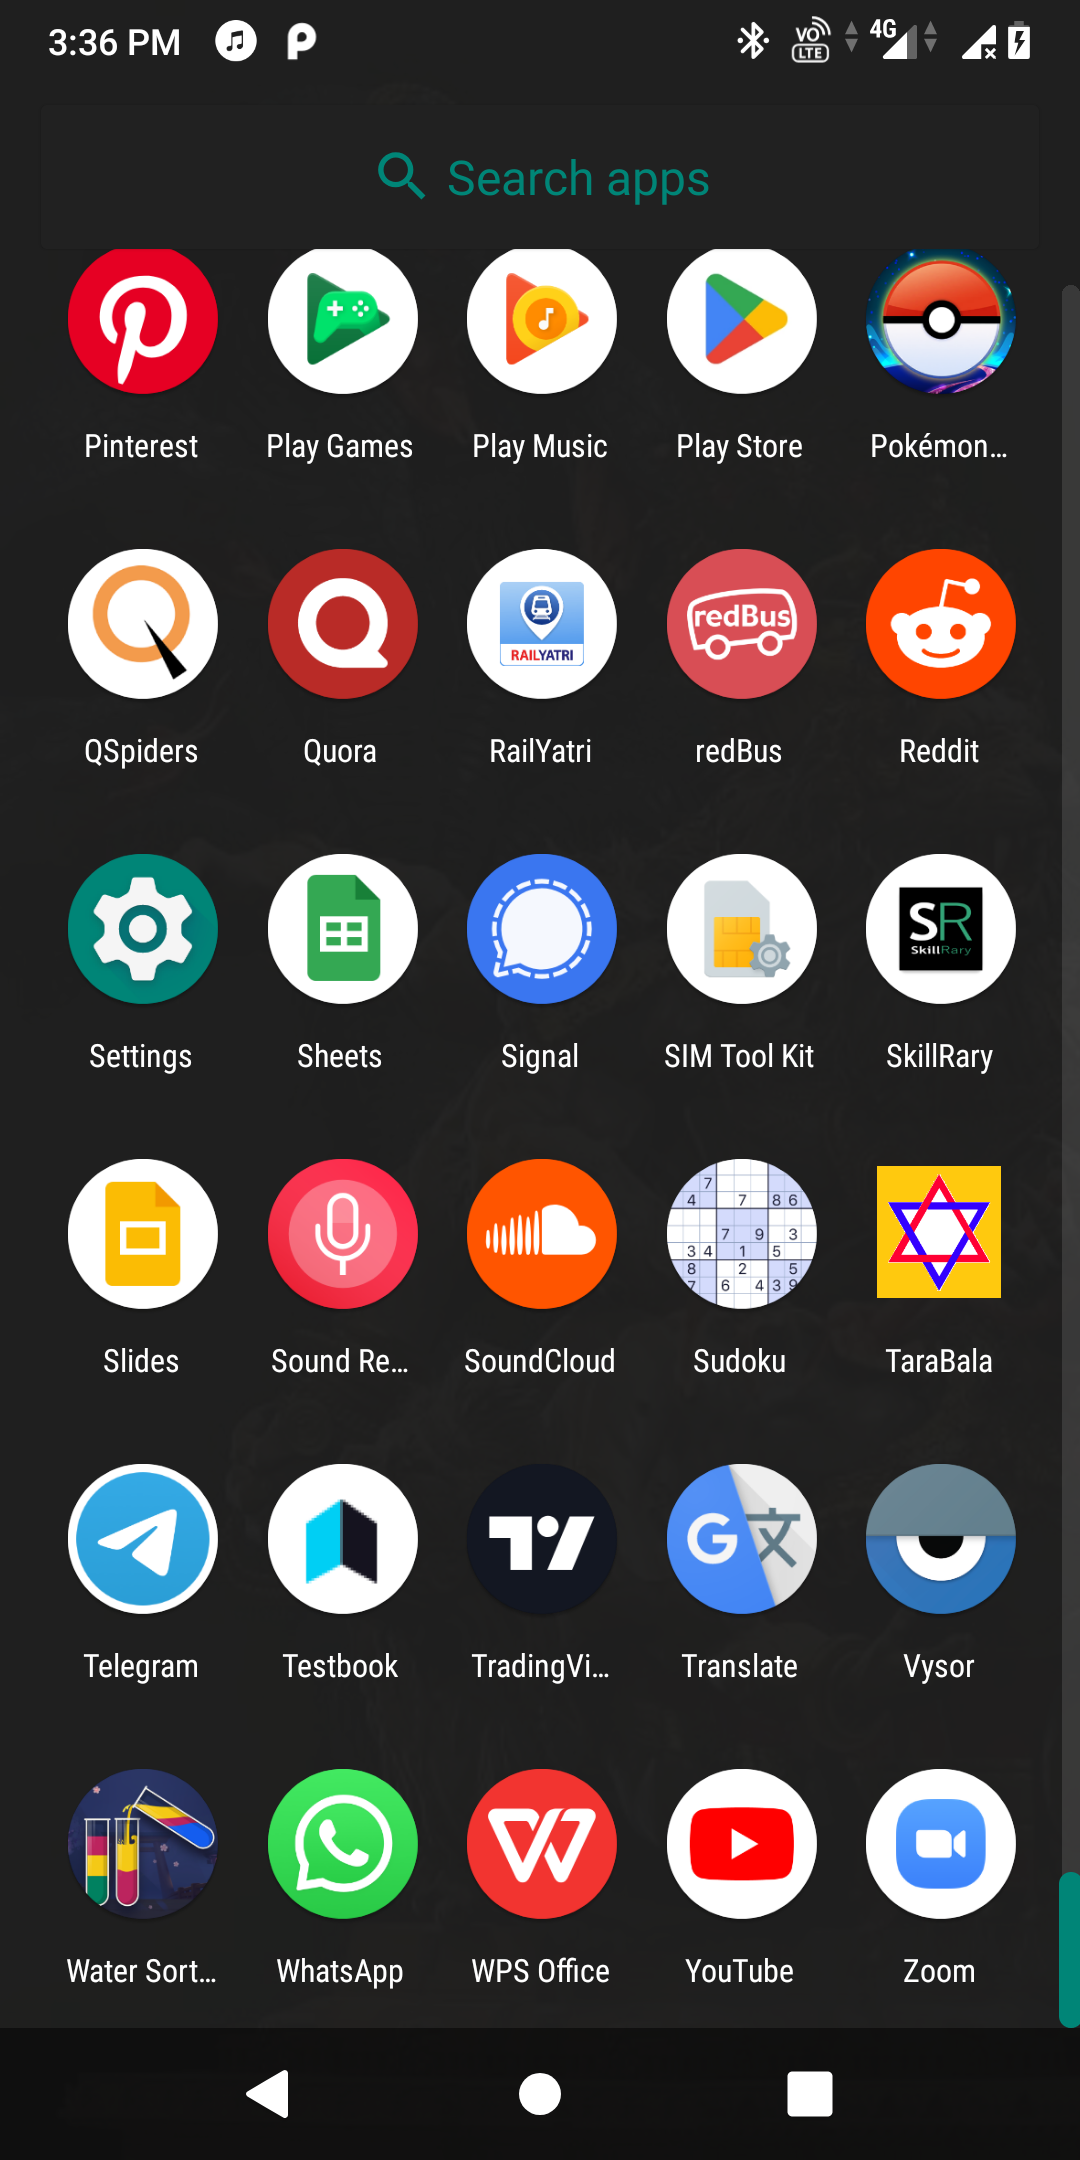 3:36 PM
VO
LTE
4G
Search apps
Pinterest
Play Games
Play Music
Play Store
Pokémon...
redBus
RAILYATRI
QSpiders
Quora
RailYatri
redBus
Reddit
SR
SkillRary
Settings
Sheets
Signal
SIM Tool Kit
SkillRary
7
4 7 8 6
7 9 3
3 4 1 5
8 2 5
7 6 4 3 9
Slides
Sound Re...
SoundCloud
Sudoku
TaraBala
G 文
Telegram
Testbook
TradingVi...
Translate
Vysor
Water Sort...
WhatsApp
WPS Office
YouTube
Zoom